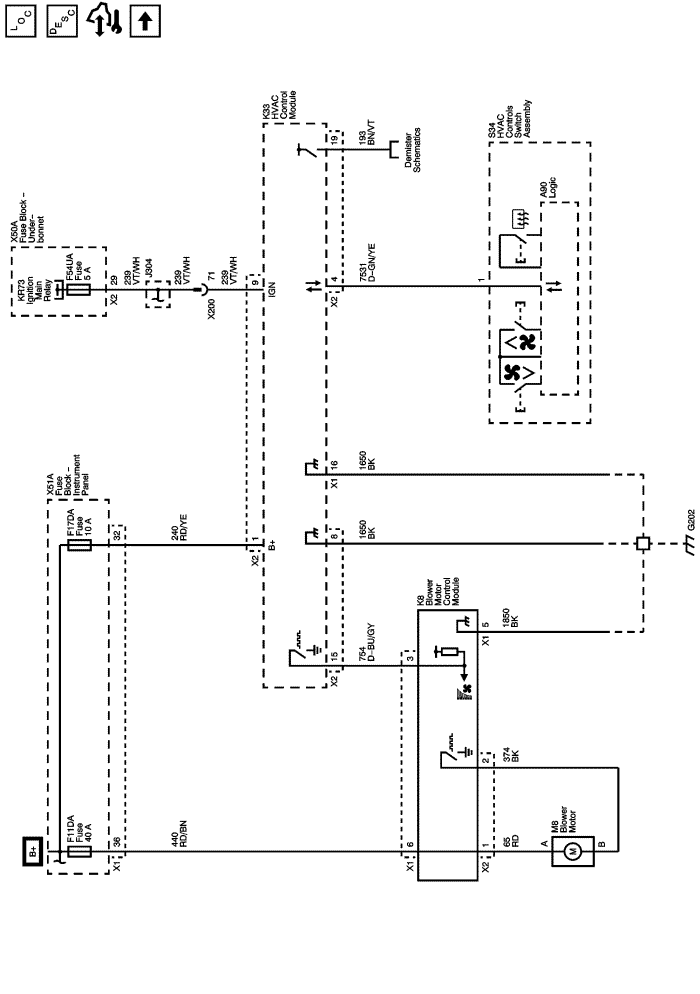 LOC
DESC
X50A
Fuse Block –
Under-
bonnet
KR73
Ignition
Main
Relay
F54UA
Fuse
5 A
29
X2
239
VT/WH
J304
239
VT/WH
71
X200
239
VT/WH
9
IGN
K33
HVAC
Control
Module
19
193
BN/VT
Demister
Schematics
4
X2
7531
D–GN/YE
S34
HVAC
Controls
Switch
Assembly
A90
Logic
1
X51A
Fuse
Block –
Instrument
Panel
F17DA
Fuse
10 A
32
240
RD/YE
1
X2
B+
16
X1
1650
BK
8
1650
BK
G202
15
X2
754
D–BU/GY
K8
Blower
Motor
Control
Module
3
5
X1
1850
BK
2
374
BK
B+
F11DA
Fuse
40 A
36
X1
440
RD/BN
6
X1
1
X2
65
RD
M8
Blower
Motor
A
M
B